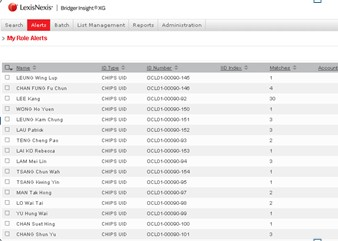 LexisNexis® | Bridger Insight® XG
Search Alerts Batch List Management Reports Administration
> My Role Alerts
Name ID Type ID Number XG Index Matches Account
LEUNG Wing Lup CHIPS UID OCLD1-00090-145 1
CHAN FUNG Fu Chun CHIPS UID OCLD1-00090-146 4
LEE Kang CHIPS UID OCLD1-00090-92 30
WONG Ho Yuen CHIPS UID OCLD1-00090-150 1
LEUNG Kam Chung CHIPS UID OCLD1-00090-151 3
LAU Patrick CHIPS UID OCLD1-00090-152 3
TENG Cheng Pao CHIPS UID OCLD1-00090-93 2
LAI KO Rebecca CHIPS UID OCLD1-00090-153 1
LAM Mei Lin CHIPS UID OCLD1-00090-94 3
TSANG Chun Wah CHIPS UID OCLD1-00090-154 1
TSANG Kwong Yin CHIPS UID OCLD1-00090-95 1
MAN Tak Hong CHIPS UID OCLD1-00090-97 2
LO Wai Tai CHIPS UID OCLD1-00090-98 2
YU Hung Wai CHIPS UID OCLD1-00090-99 1
CHAN Suet Ning CHIPS UID OCLD1-00090-100 1
CHANG Shun Yu CHIPS UID OCLD1-00090-101 3